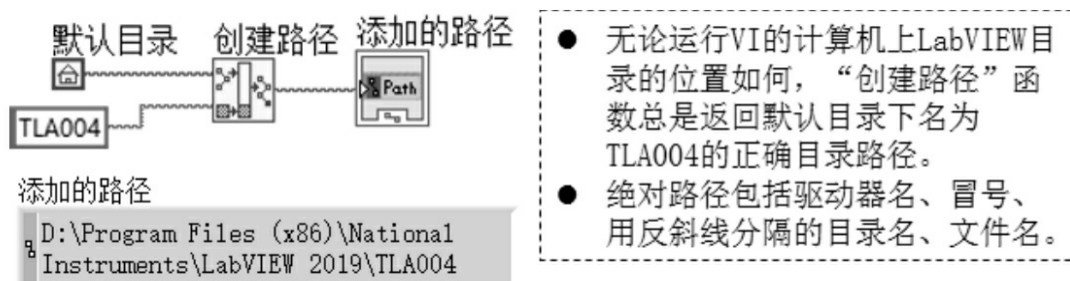 默认目录
创建路径
添加的路径
Path
TLA004
添加的路径
D:\Program Files (x86)\National
Instruments\LabVIEW 2019\TLA004
● 无论运行VI的计算机上LabVIEW目
录的位置如何，“创建路径”函
数总是返回默认目录下名为
TLA004的正确目录路径。
● 绝对路径包括驱动器名、冒号、
用反斜线分隔的目录名、文件名。